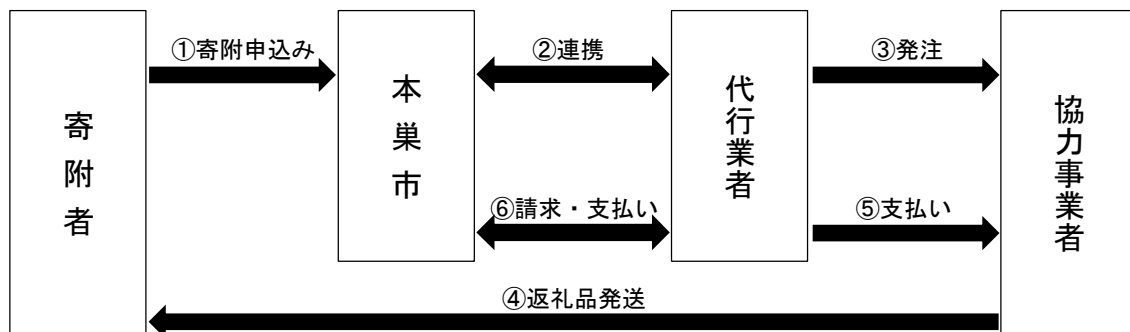 ①寄附申込み
②連携
③発注
寄附者
本巣市
代行業者
協力事業者
⑥請求・支払い
⑤支払い
④返礼品発送